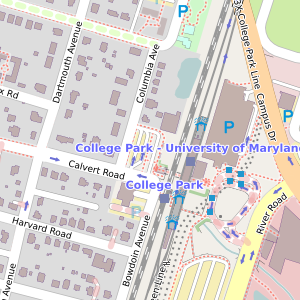 Dartmouth Avenue
Columbia Ave
College Park
Line
Campus Dr
P
P
College Park - University of Maryland
Calvert Road
College Park
River Road
P
Harvard Road
Bowdoin Avenue
Avenue